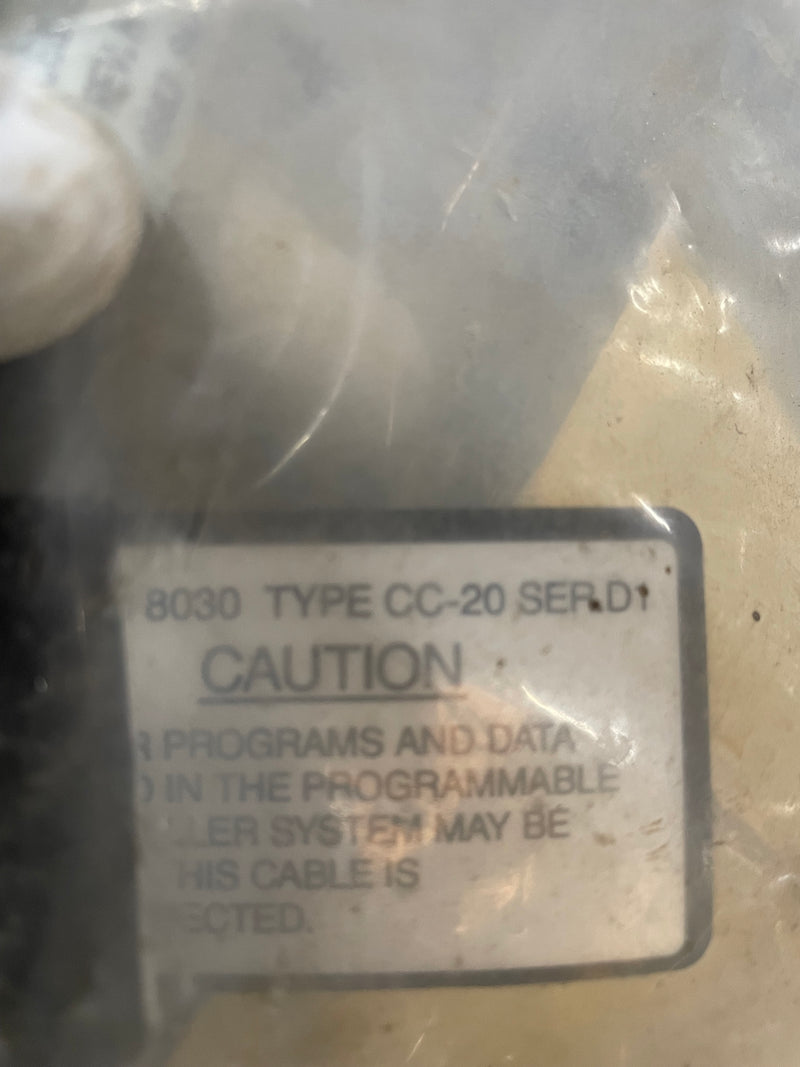 8030 TYPE CC-20 SER.D1
CAUTION
R PROGRAMS AND DATA
IN THE PROGRAMMABLE
LER SYSTEM MAY BE
HIS CABLE IS
ECTED.